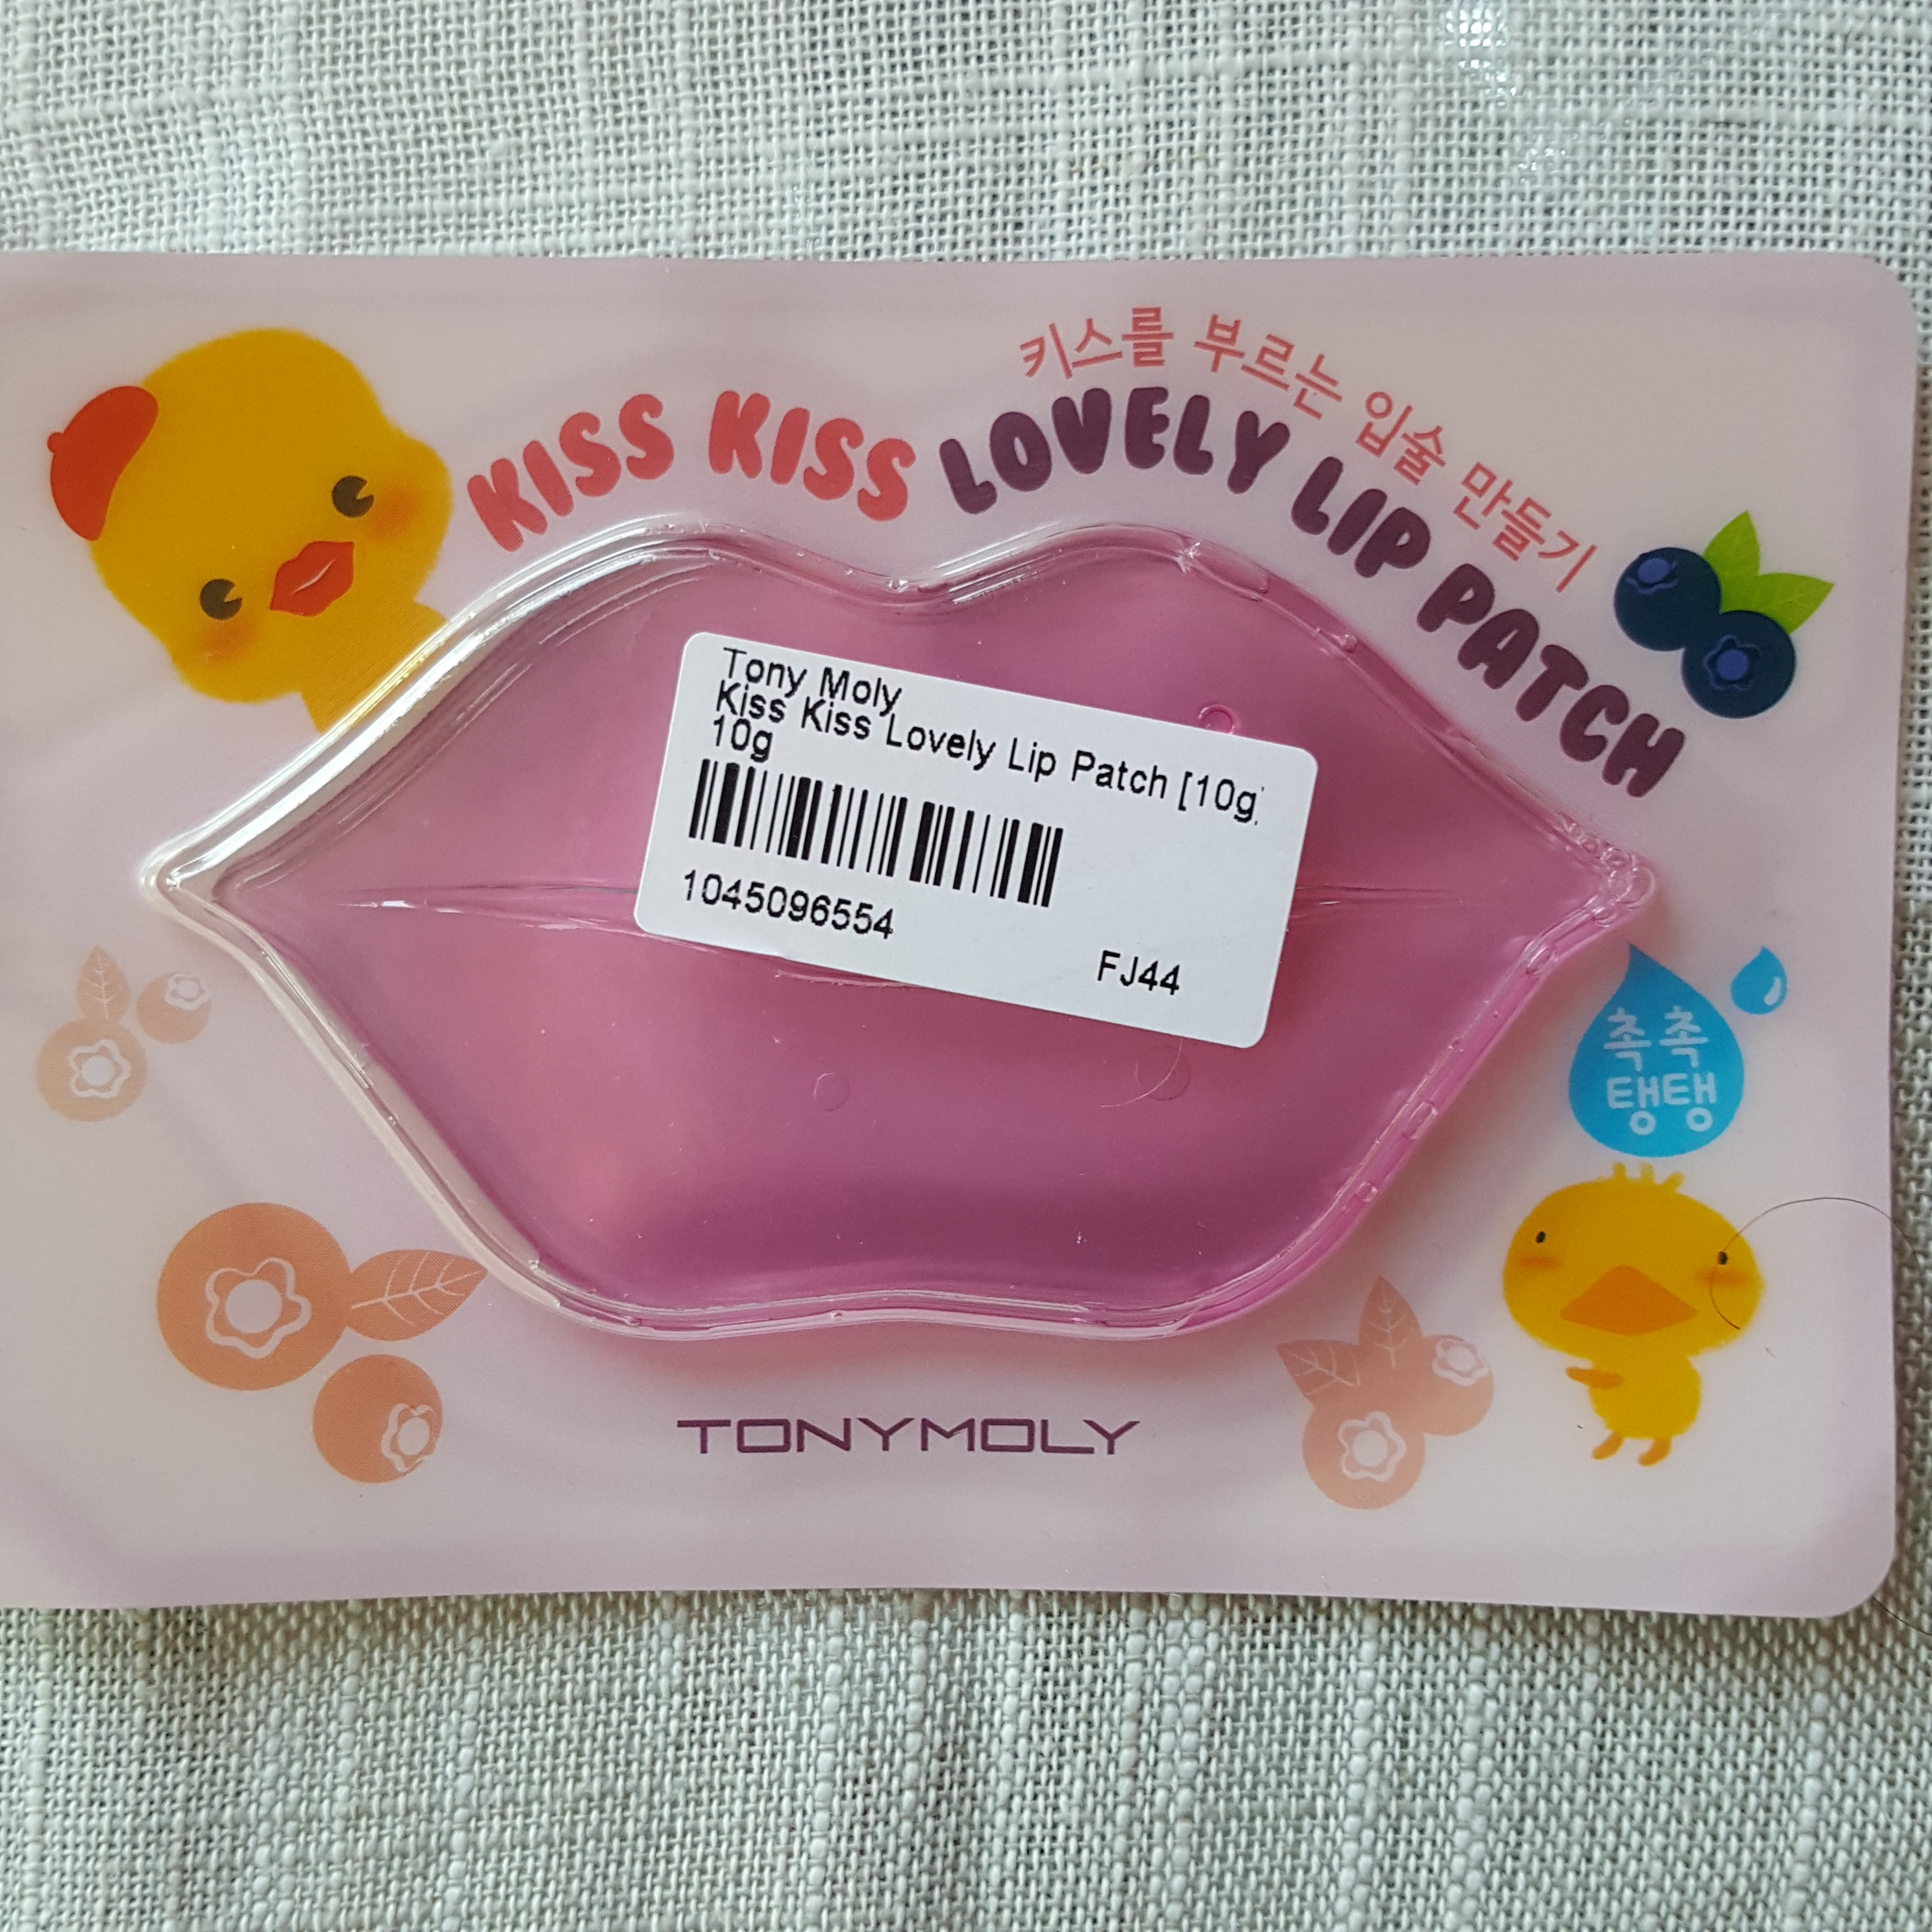 키스를 부르는 입술 만들기
KISS KISS LOVELY LIP PATCH
Tony Moly
Kiss Kiss Lovely Lip Patch [10g]
10g
1045096554
FJ44
촉촉
탱탱
TONYMOLY